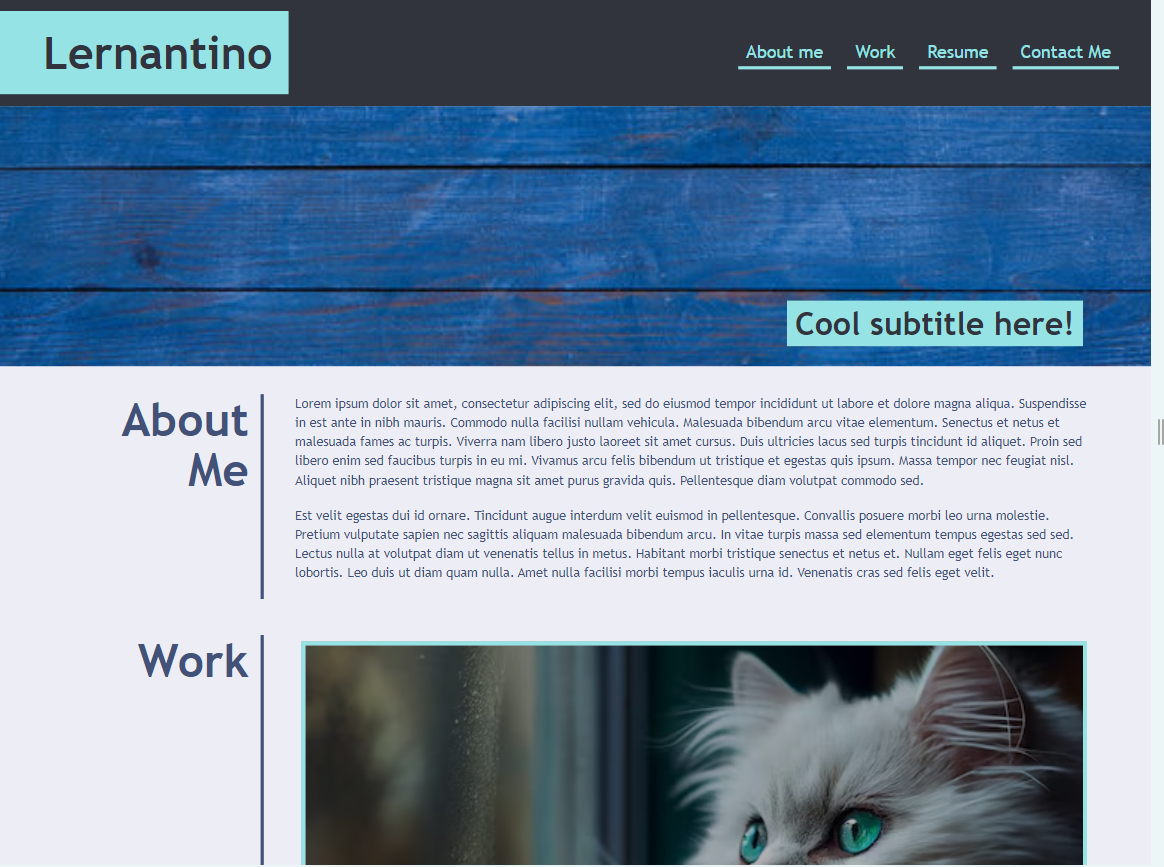 Lernantino
About me Work Resume Contact Me
Cool subtitle here!
About
Me
Lorem ipsum dolor sit amet, consectetur adipiscing elit, sed do eiusmod tempor incididunt ut labore et dolore magna aliqua. Suspendisse
in est ante in nibh mauris. Commodo nulla facilisi nullam vehicula. Malesuada bibendum arcu vitae elementum. Senectus et netus et
malesuada fames ac turpis. Viverra nam libero justo laoreet sit amet cursus. Duis ultricies lacus sed turpis tincidunt id aliquet. Proin sed
libero enim sed faucibus turpis in eu mi. Vivamus arcu felis bibendum ut tristique et egestas quis ipsum. Massa tempor nec feugiat nisl.
Aliquet nibh praesent tristique magna sit amet purus gravida quis. Pellentesque diam volutpat commodo sed.
Est velit egestas dui id ornare. Tincidunt augue interdum velit euismod in pellentesque. Convallis posuere morbi leo urna molestie.
Pretium vulputate sapien nec sagittis aliquam malesuada bibendum arcu. In vitae turpis massa sed elementum tempus egestas sed sed.
Lectus nulla at volutpat diam ut venenatis tellus in metus. Habitant morbi tristique senectus et netus et. Nullam eget felis eget nunc
lobortis. Leo duis ut diam quam nulla. Amet nulla facilisi morbi tempus iaculis urna id. Venenatis cras sed felis eget velit.
Work